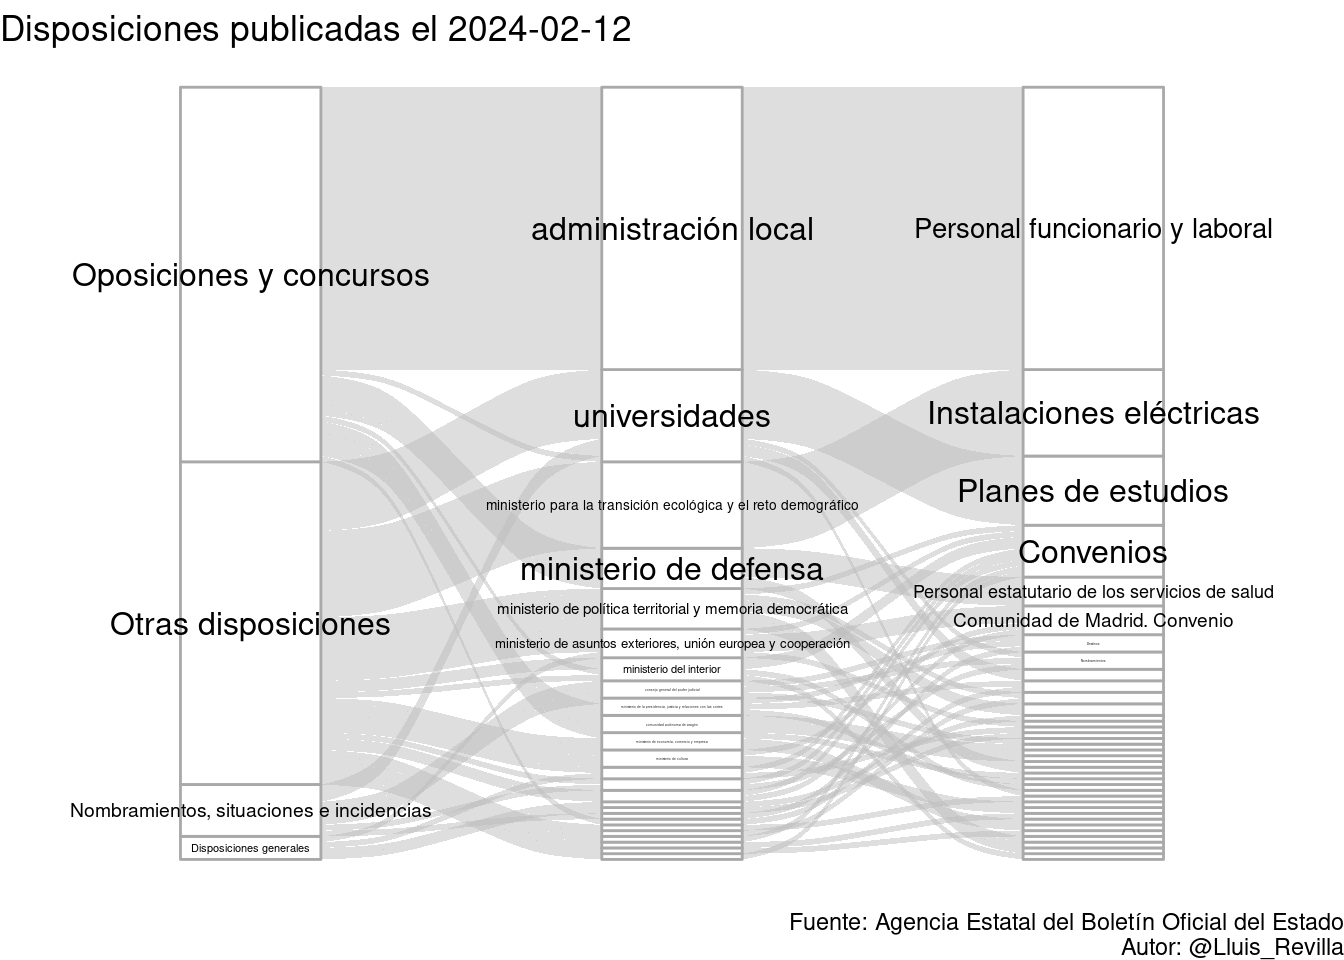 Disposiciones publicadas el 2024-02-12
Oposiciones y concursos
Otras disposiciones
Nombramientos, situaciones e incidencias
Disposiciones generales
administración local
universidades
ministerio para la transición ecológica y el reto demográfico
ministerio de defensa
ministerio de política territorial y memoria democrática
ministerio de asuntos exteriores, unión europea y cooperación
ministerio del interior
consejo general del poder judicial
ministerio de la presidencia, justicia y relaciones con las cortes
comunidad autónoma de aragón
ministerio de economía, comercio y empresa
ministerio de cultura
Personal funcionario y laboral
Instalaciones eléctricas
Planes de estudios
Convenios
Personal estatutario de los servicios de salud
Comunidad de Madrid. Convenio
Destinos
Nombramientos
Fuente: Agencia Estatal del Boletín Oficial del Estado
Autor: @Lluis_Revilla